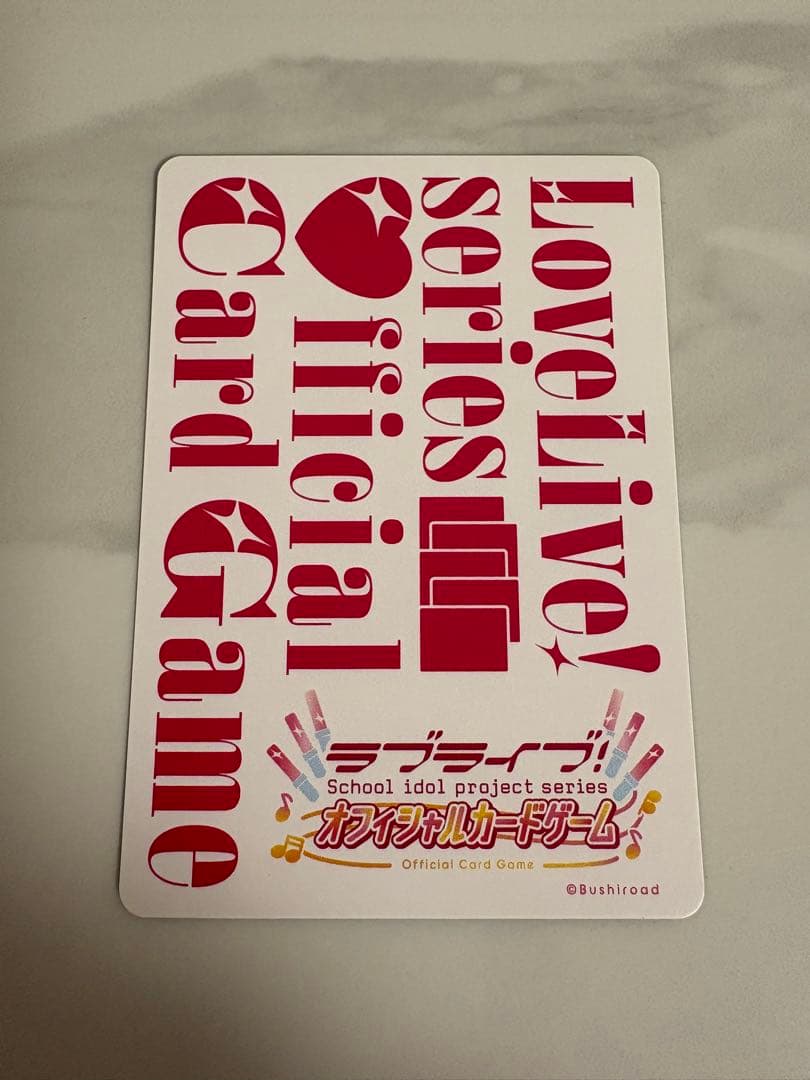 LoveLive!
series
❤fficial
Card Game
ラブライブ!
School idol project series
オフィシャルカードゲーム
Official Card Game
©Bushiroad